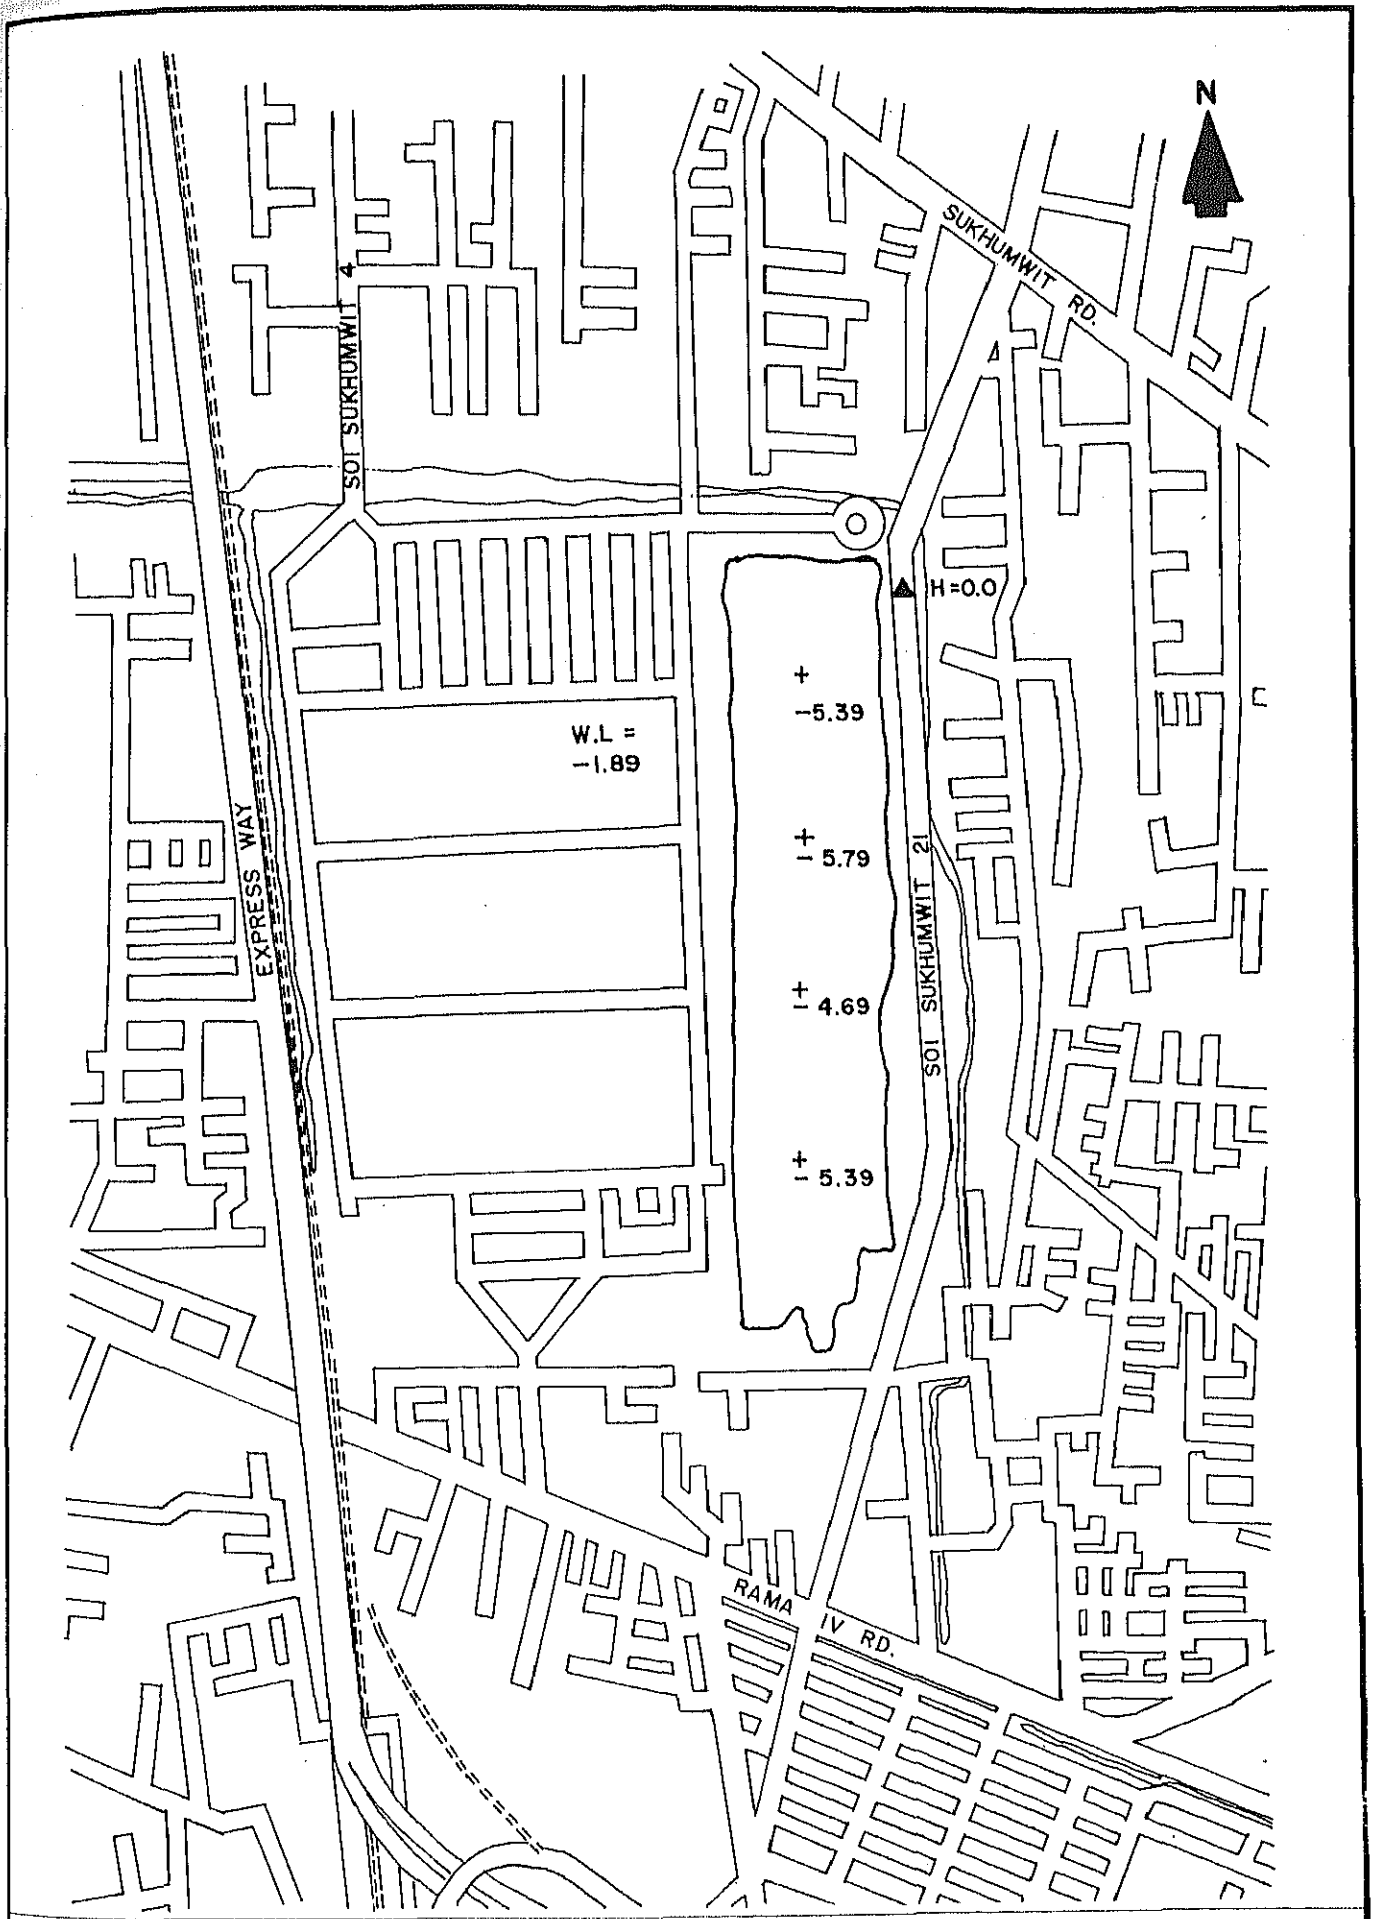 N
SUKHUMWIT RD.
SOI SUKHUMWIT 4
H=0.0
+
-5.39
W.L =
-1.89
+
- 5.79
EXPRESS WAY
SOI SUKHUMWIT 21
+
- 4.69
+
- 5.39
RAMA IV RD.